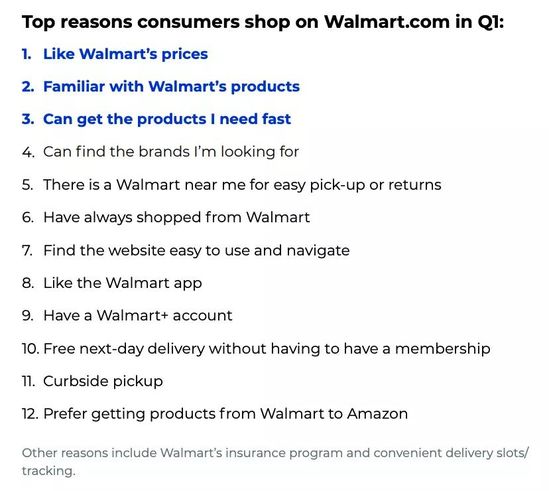 Top reasons consumers shop on Walmart.com in Q1:
1. Like Walmart's prices
2. Familiar with Walmart's products
3. Can get the products I need fast
4. Can find the brands I'm looking for
5. There is a Walmart near me for easy pick-up or returns
6. Have always shopped from Walmart
7. Find the website easy to use and navigate
8. Like the Walmart app
9. Have a Walmart+ account
10. Free next-day delivery without having to have a membership
11. Curbside pickup
12. Prefer getting products from Walmart to Amazon
Other reasons include Walmart's insurance program and convenient delivery slots/
tracking.